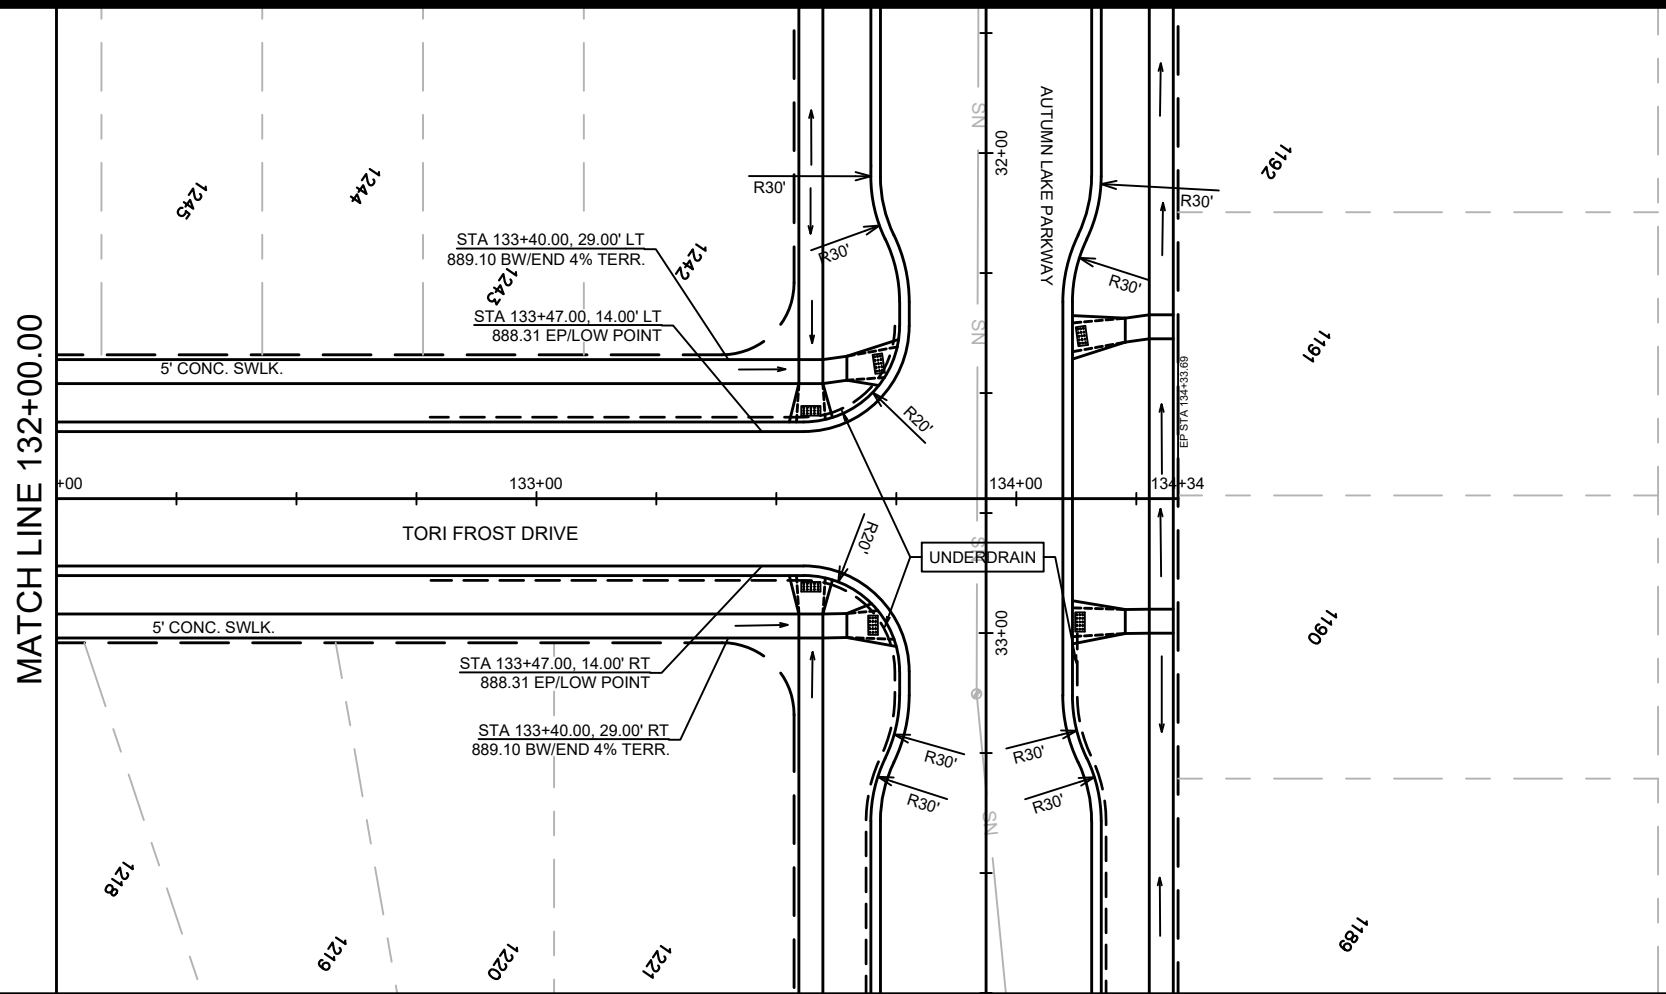 MATCH LINE 132+00.00
1245
1244
1243
1242
STA 133+40.00, 29.00' LT
889.10 BW/END 4% TERR.
STA 133+47.00, 14.00' LT
888.31 EP/LOW POINT
5' CONC. SWLK.
R30'
R30'
R20'
SN
SN
32+00
AUTUMN LAKE PARKWAY
R30'
R30'
1192
1191
EP STA 134+33.69
+00
133+00
134+00
134+34
TORI FROST DRIVE
R20'
SN
UNDERDRAIN
5' CONC. SWLK.
33+00
1190
STA 133+47.00, 14.00' RT
888.31 EP/LOW POINT
STA 133+40.00, 29.00' RT
889.10 BW/END 4% TERR.
R30'
R30'
R30'
R30'
SN
1218
1219
1220
1221
1189